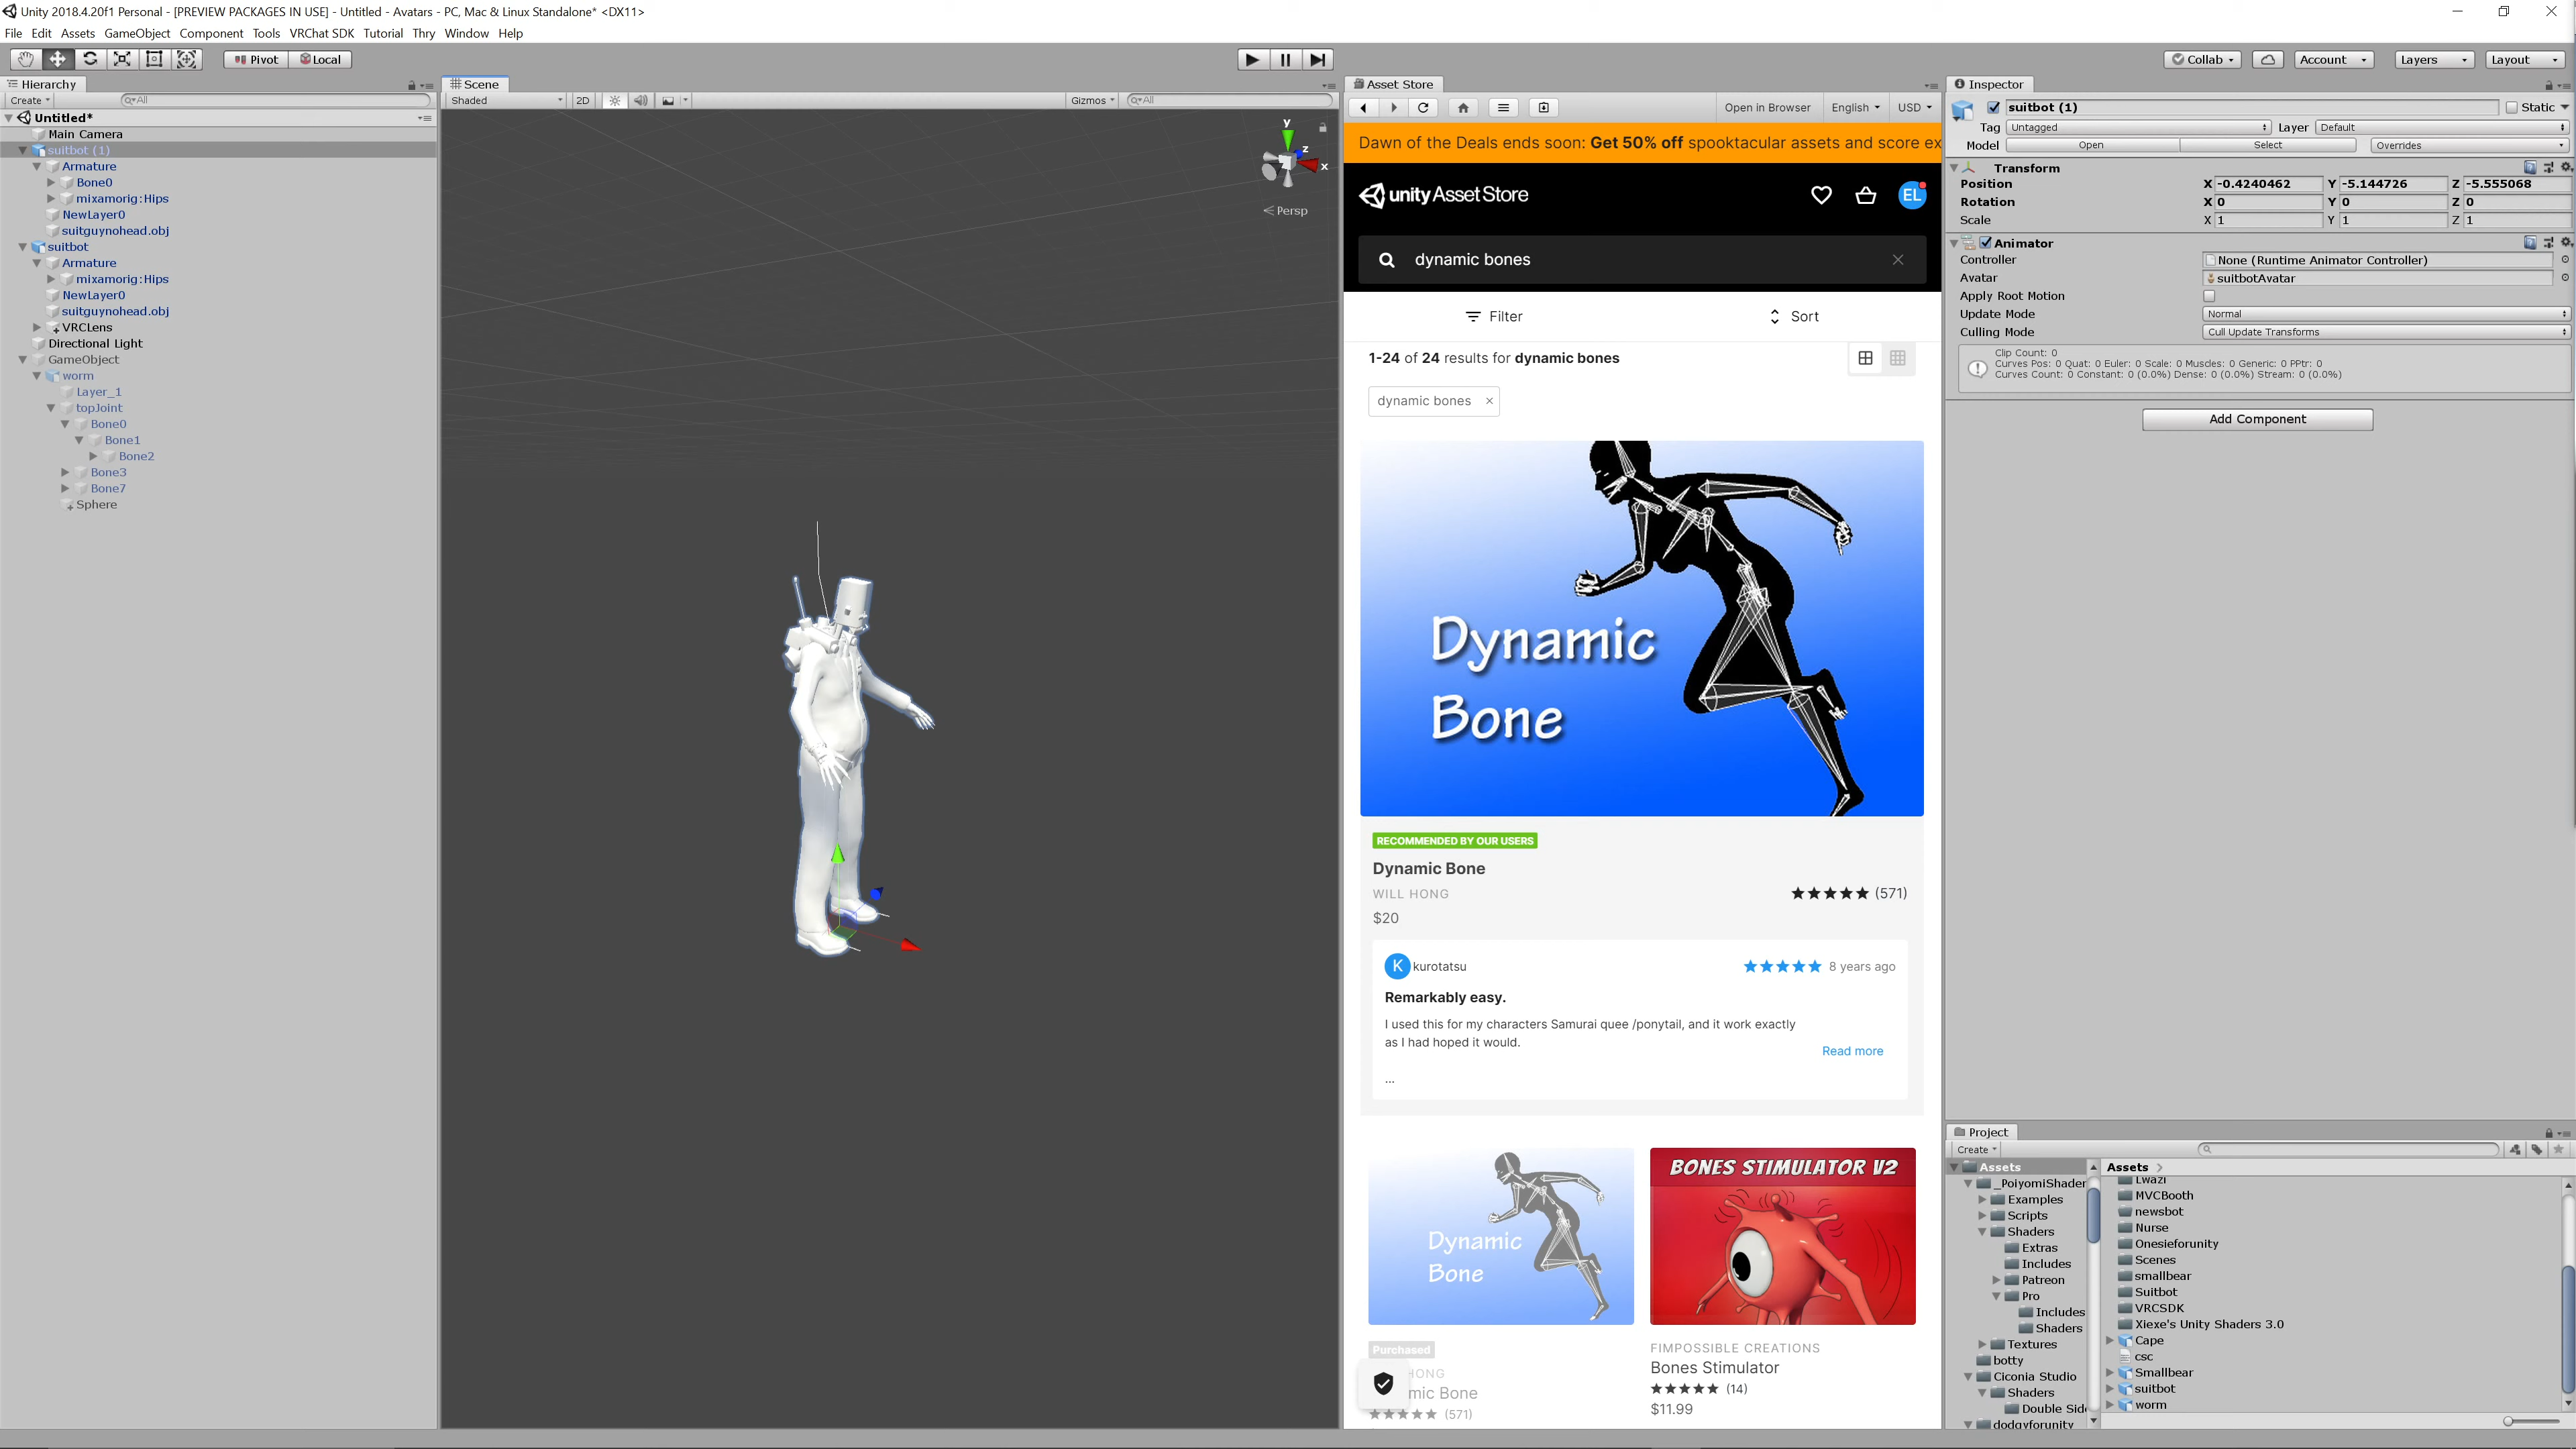 Unity 2018.4.20f1 Personal - [PREVIEW PACKAGES IN USE] - Untitled - Avatars - PC, Mac & Linux Standalone* <DX11>
File Edit Assets GameObject Component Tools VRChat SDK Tutorial Thry Window Help
Pivot Local
Collab Account Layers Layout
Hierarchy
Create All
Untitled*
Main Camera
suitbot (1)
Armature
Bone0
mixamorig:Hips
NewLayer0
suitguynohead.obj
suitbot
Armature
mixamorig:Hips
NewLayer0
suitguynohead.obj
VRCLens
Directional Light
GameObject
worm
Layer_1
topJoint
Bone0
Bone1
Bone2
Bone3
Bone7
Sphere
Scene
Shaded 2D Gizmos All
y
z
x
Persp
Asset Store
Open in Browser English USD
Dawn of the Deals ends soon: Get 50% off spooktacular assets and score ex
unity Asset Store EL
dynamic bones
Filter Sort
1-24 of 24 results for dynamic bones
dynamic bones
Dynamic
Bone
RECOMMENDED BY OUR USERS
Dynamic Bone
WILL HONG (571)
$20
K kurotatsu 8 years ago
Remarkably easy.
I used this for my characters Samurai quee /ponytail, and it work exactly
as I had hoped it would.
Read more
...
Dynamic
Bone
Purchased
HONG
mic Bone
(571)
BONES STIMULATOR V2
FIMPOSSIBLE CREATIONS
Bones Stimulator
(14)
$11.99
Inspector
suitbot (1) Static
Tag Untagged Layer Default
Model Open Select Overrides
Transform
Position X -0.4240462 Y -5.144726 Z -5.555068
Rotation X 0 Y 0 Z 0
Scale X 1 Y 1 Z 1
Animator
Controller None (Runtime Animator Controller)
Avatar suitbotAvatar
Apply Root Motion
Update Mode Normal
Culling Mode Cull Update Transforms
Clip Count: 0
Curves Pos: 0 Quat: 0 Euler: 0 Scale: 0 Muscles: 0 Generic: 0 PPtr: 0
Curves Count: 0 Constant: 0 (0.0%) Dense: 0 (0.0%) Stream: 0 (0.0%)
Add Component
Project
Create
Assets
_PoiyomiShader
Examples
Scripts
Shaders
Extras
Includes
Patreon
Pro
Includes
Shaders
Textures
botty
Ciconia Studio
Shaders
Double Side
dodgyforunity
Assets
Lwazi
MVCBooth
newsbot
Nurse
Onesieforunity
Scenes
smallbear
Suitbot
VRCSDK
Xiexe's Unity Shaders 3.0
Cape
csc
Smallbear
suitbot
worm